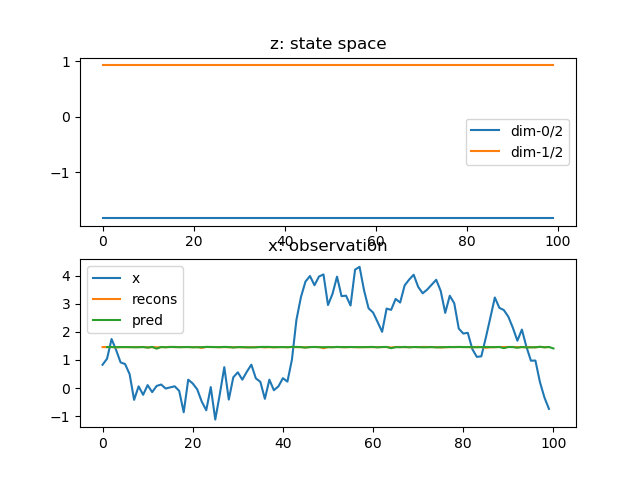 z: state space
1
0
−1
dim-0/2
dim-1/2
0 20 40 60 80 100
x: observation
4
3
2
1
0
−1
x
recons
pred
0 20 40 60 80 100